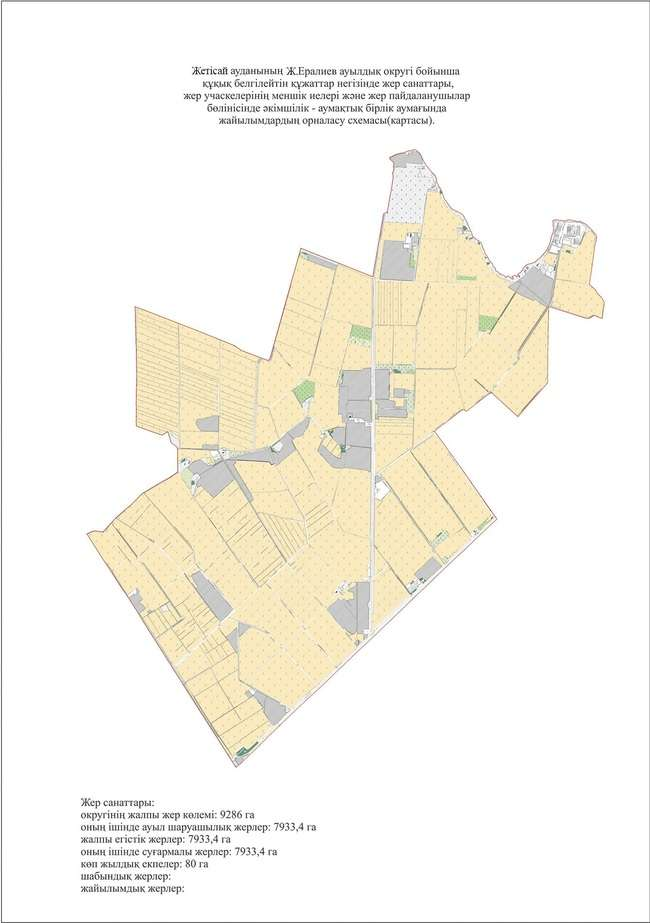 Жетісай ауданының Ж.Ералиев ауылдық округі бойынша
құқық белгілейтін құжаттар негізінде жер санаттары,
жер учаскелерінің меншік иелері және жер пайдаланушылар
бөлінісінде әкімшілік - аумақтық бірлік аумағында
жайылымдардың орналасу схемасы(картасы).
Жер санаттары:
округінің жалпы жер көлемі: 9286 га
оның ішінде ауыл шаруашылық жерлер: 7933,4 га
жалпы егістік жерлер: 7933,4 га
оның ішінде суғармалы жерлер: 7933,4 га
көп жылдық екпелер: 80 га
шабындық жерлер:
жайылымдық жерлер: